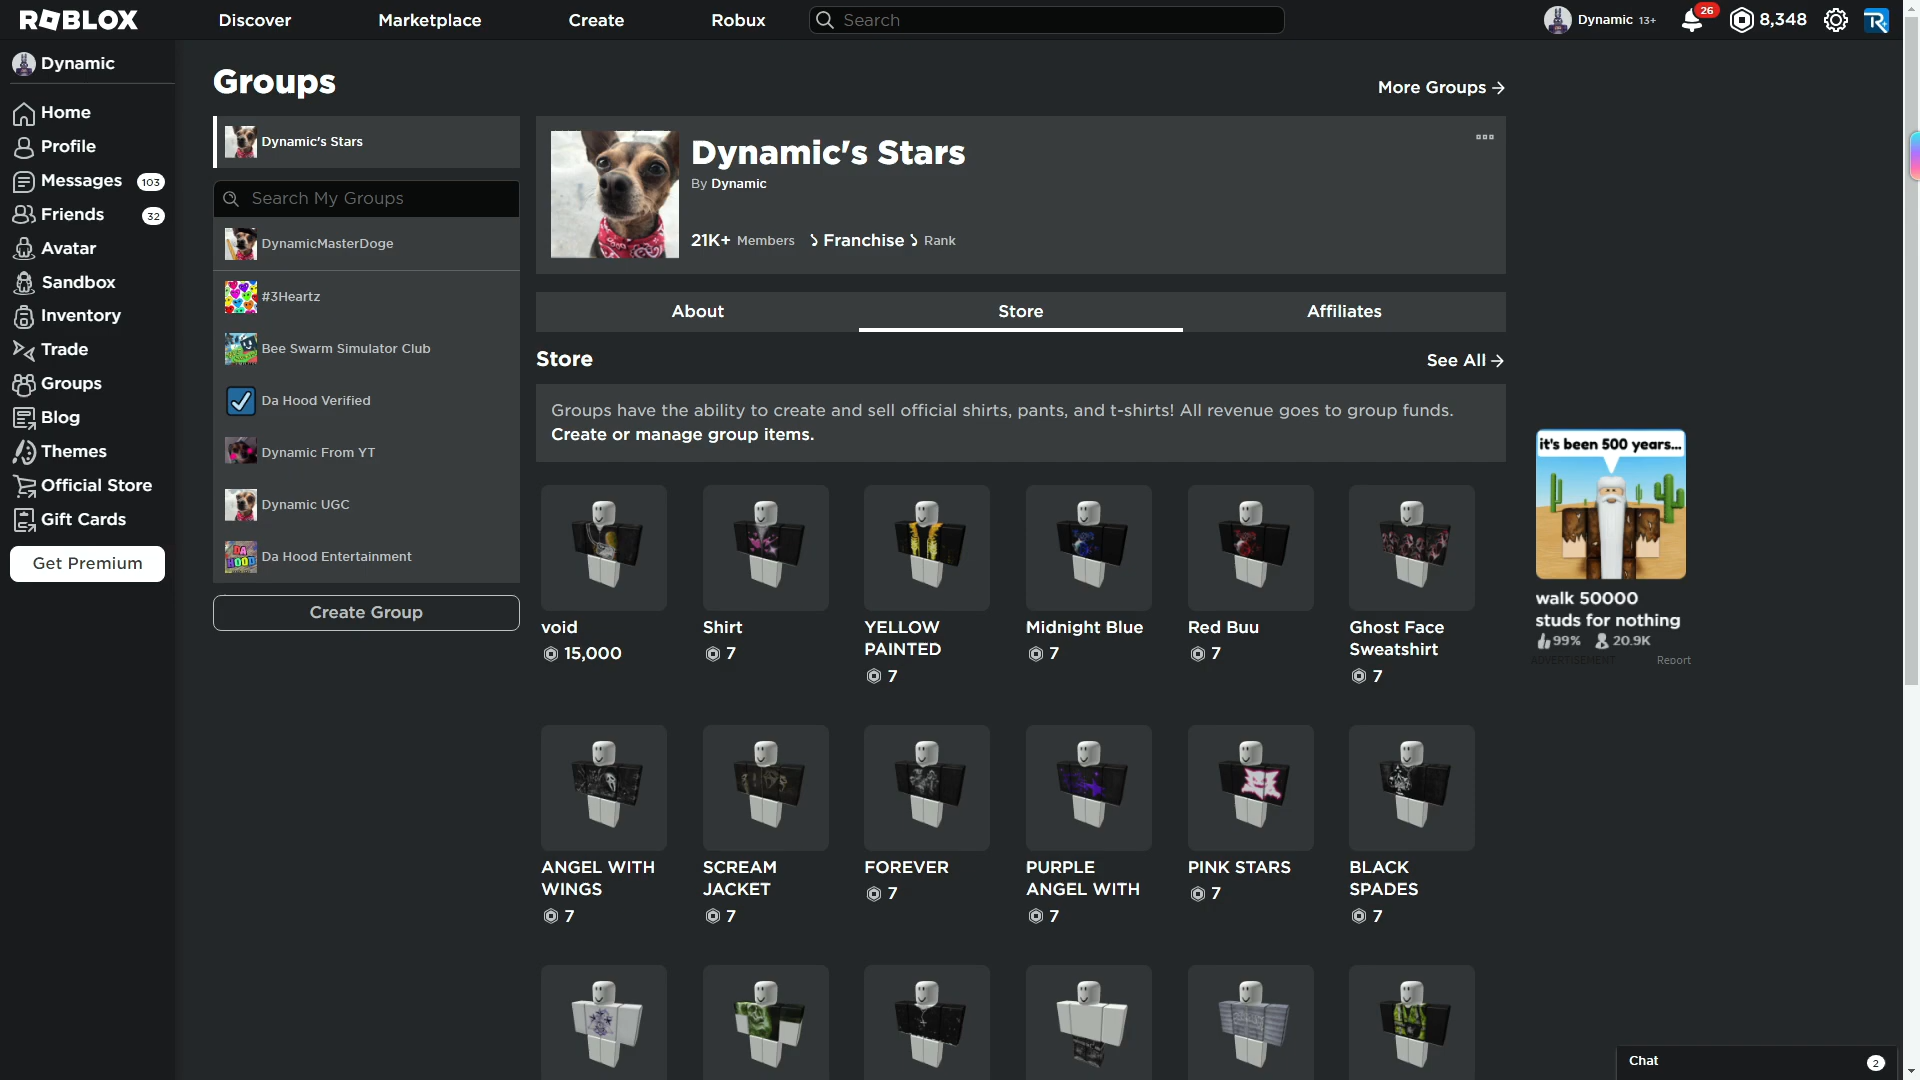 ROBLOX
Discover
Marketplace
Create
Robux
Search
Dynamic 13+
26
8,348
Dynamic
Home
Profile
Messages 103
Friends 32
Avatar
Sandbox
Inventory
Trade
Groups
Blog
Themes
Official Store
Gift Cards
Get Premium
Groups
More Groups
Dynamic's Stars
Search My Groups
DynamicMasterDoge
#3Heartz
Bee Swarm Simulator Club
Da Hood Verified
Dynamic From YT
Dynamic UGC
DA HOOD
Da Hood Entertainment
Create Group
Dynamic's Stars
By Dynamic
21K+ Members Franchise Rank
About
Store
Affiliates
Store
See All
Groups have the ability to create and sell official shirts, pants, and t-shirts! All revenue goes to group funds.
Create or manage group items.
void
15,000
Shirt
7
YELLOW
PAINTED
7
Midnight Blue
7
Red Buu
7
Ghost Face
Sweatshirt
7
ANGEL WITH
WINGS
7
SCREAM
JACKET
7
FOREVER
7
PURPLE
ANGEL WITH
7
PINK STARS
7
BLACK
SPADES
7
it's been 500 years...
walk 50000
studs for nothing
99% 20.9K
ADVERTISEMENT
Report
Chat 2